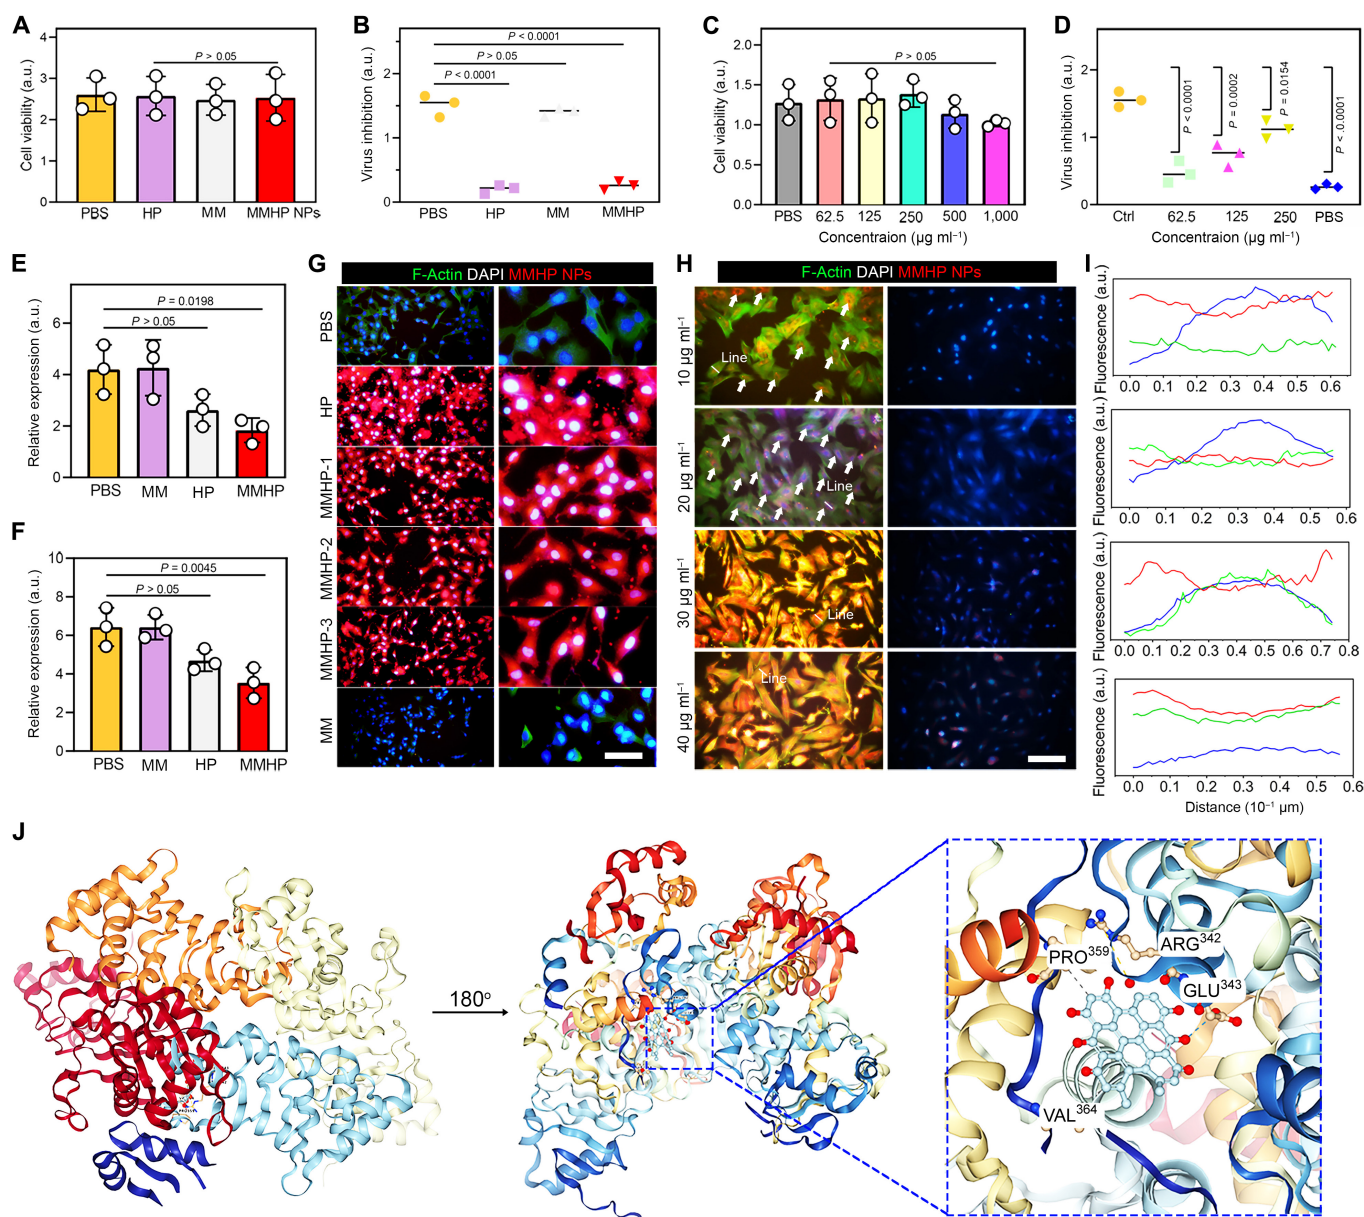 A
Cell viability (a.u.)
4
3
2
1
0
P > 0.05
PBS HP MM MMHP NPs
B
Virus inhibition (a.u.)
2
1
0
P < 0.0001
P > 0.05
P < 0.0001
PBS HP MM MMHP
C
Cell viability (a.u.)
2.0
1.5
1.0
0.5
0.0
P > 0.05
PBS 62.5 125 250 500 1,000
Concentraion (µg ml⁻¹)
D
Virus inhibition (a.u.)
2
1
0
P < 0.0001
P = 0.0002
P = 0.0154
P < .0.0001
Ctrl 62.5 125 250 PBS
Concentraion (µg ml⁻¹)
E
Relative expression (a.u.)
6
4
2
0
P = 0.0198
P > 0.05
PBS MM HP MMHP
F
Relative expression (a.u.)
10
8
6
4
2
0
P = 0.0045
P > 0.05
PBS MM HP MMHP
G
F-Actin DAPI MMHP NPs
PBS
HP
MMHP-1
MMHP-2
MMHP-3
MM
H
F-Actin DAPI MMHP NPs
10 µg ml⁻¹
Line
20 µg ml⁻¹
Line
30 µg ml⁻¹
Line
40 µg ml⁻¹
Line
I
Fluorescence (a.u.)
0.0 0.1 0.2 0.3 0.4 0.5 0.6
Fluorescence (a.u.)
0.0 0.1 0.2 0.3 0.4 0.5 0.6
Fluorescence (a.u.)
0.0 0.1 0.2 0.3 0.4 0.5 0.6 0.7 0.8
Fluorescence (a.u.)
0.0 0.1 0.2 0.3 0.4 0.5 0.6
Distance (10⁻¹ µm)
J
180°
PRO³⁵⁹
ARG³⁴²
GLU³⁴³
VAL³⁶⁴